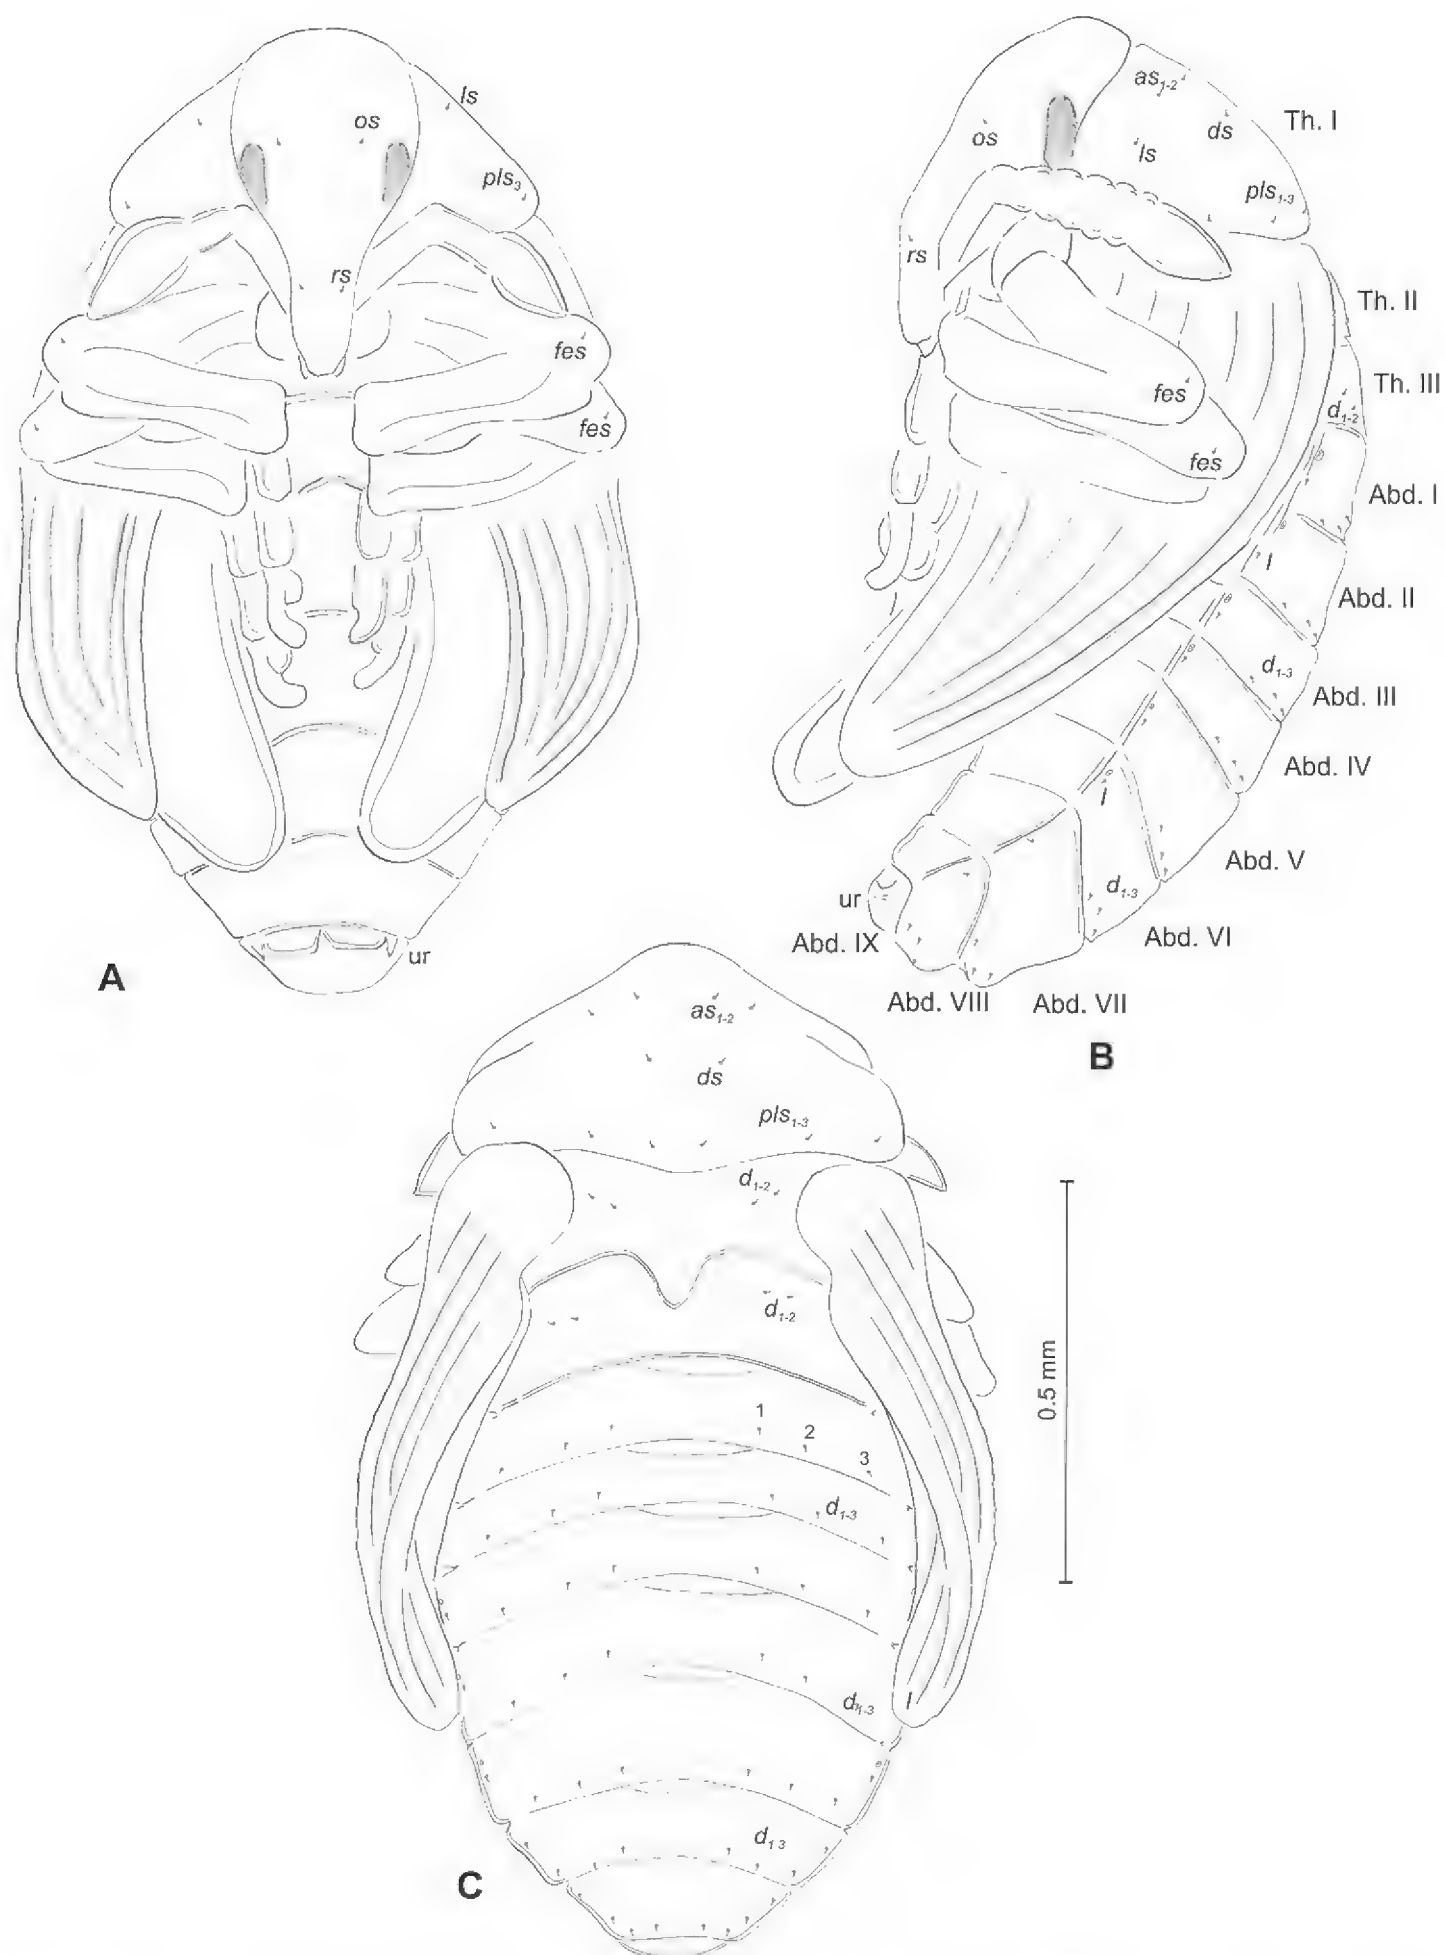 ls
os
pls3
rs
fes
fes
ur
A
as1-2
Th. I
ds
os
ls
pls1-3
rs
Th. II
Th. III
fes
d1-2
fes
Abd. I
l
Abd. II
d1-3
Abd. III
Abd. IV
l
Abd. V
d1-3
ur
Abd. IX
Abd. VI
Abd. VIII
Abd. VII
B
as1-2
ds
pls1-3
d1-2
d1-2
0.5 mm
1
2
3
d1-3
d1-3
l
d1 3
C